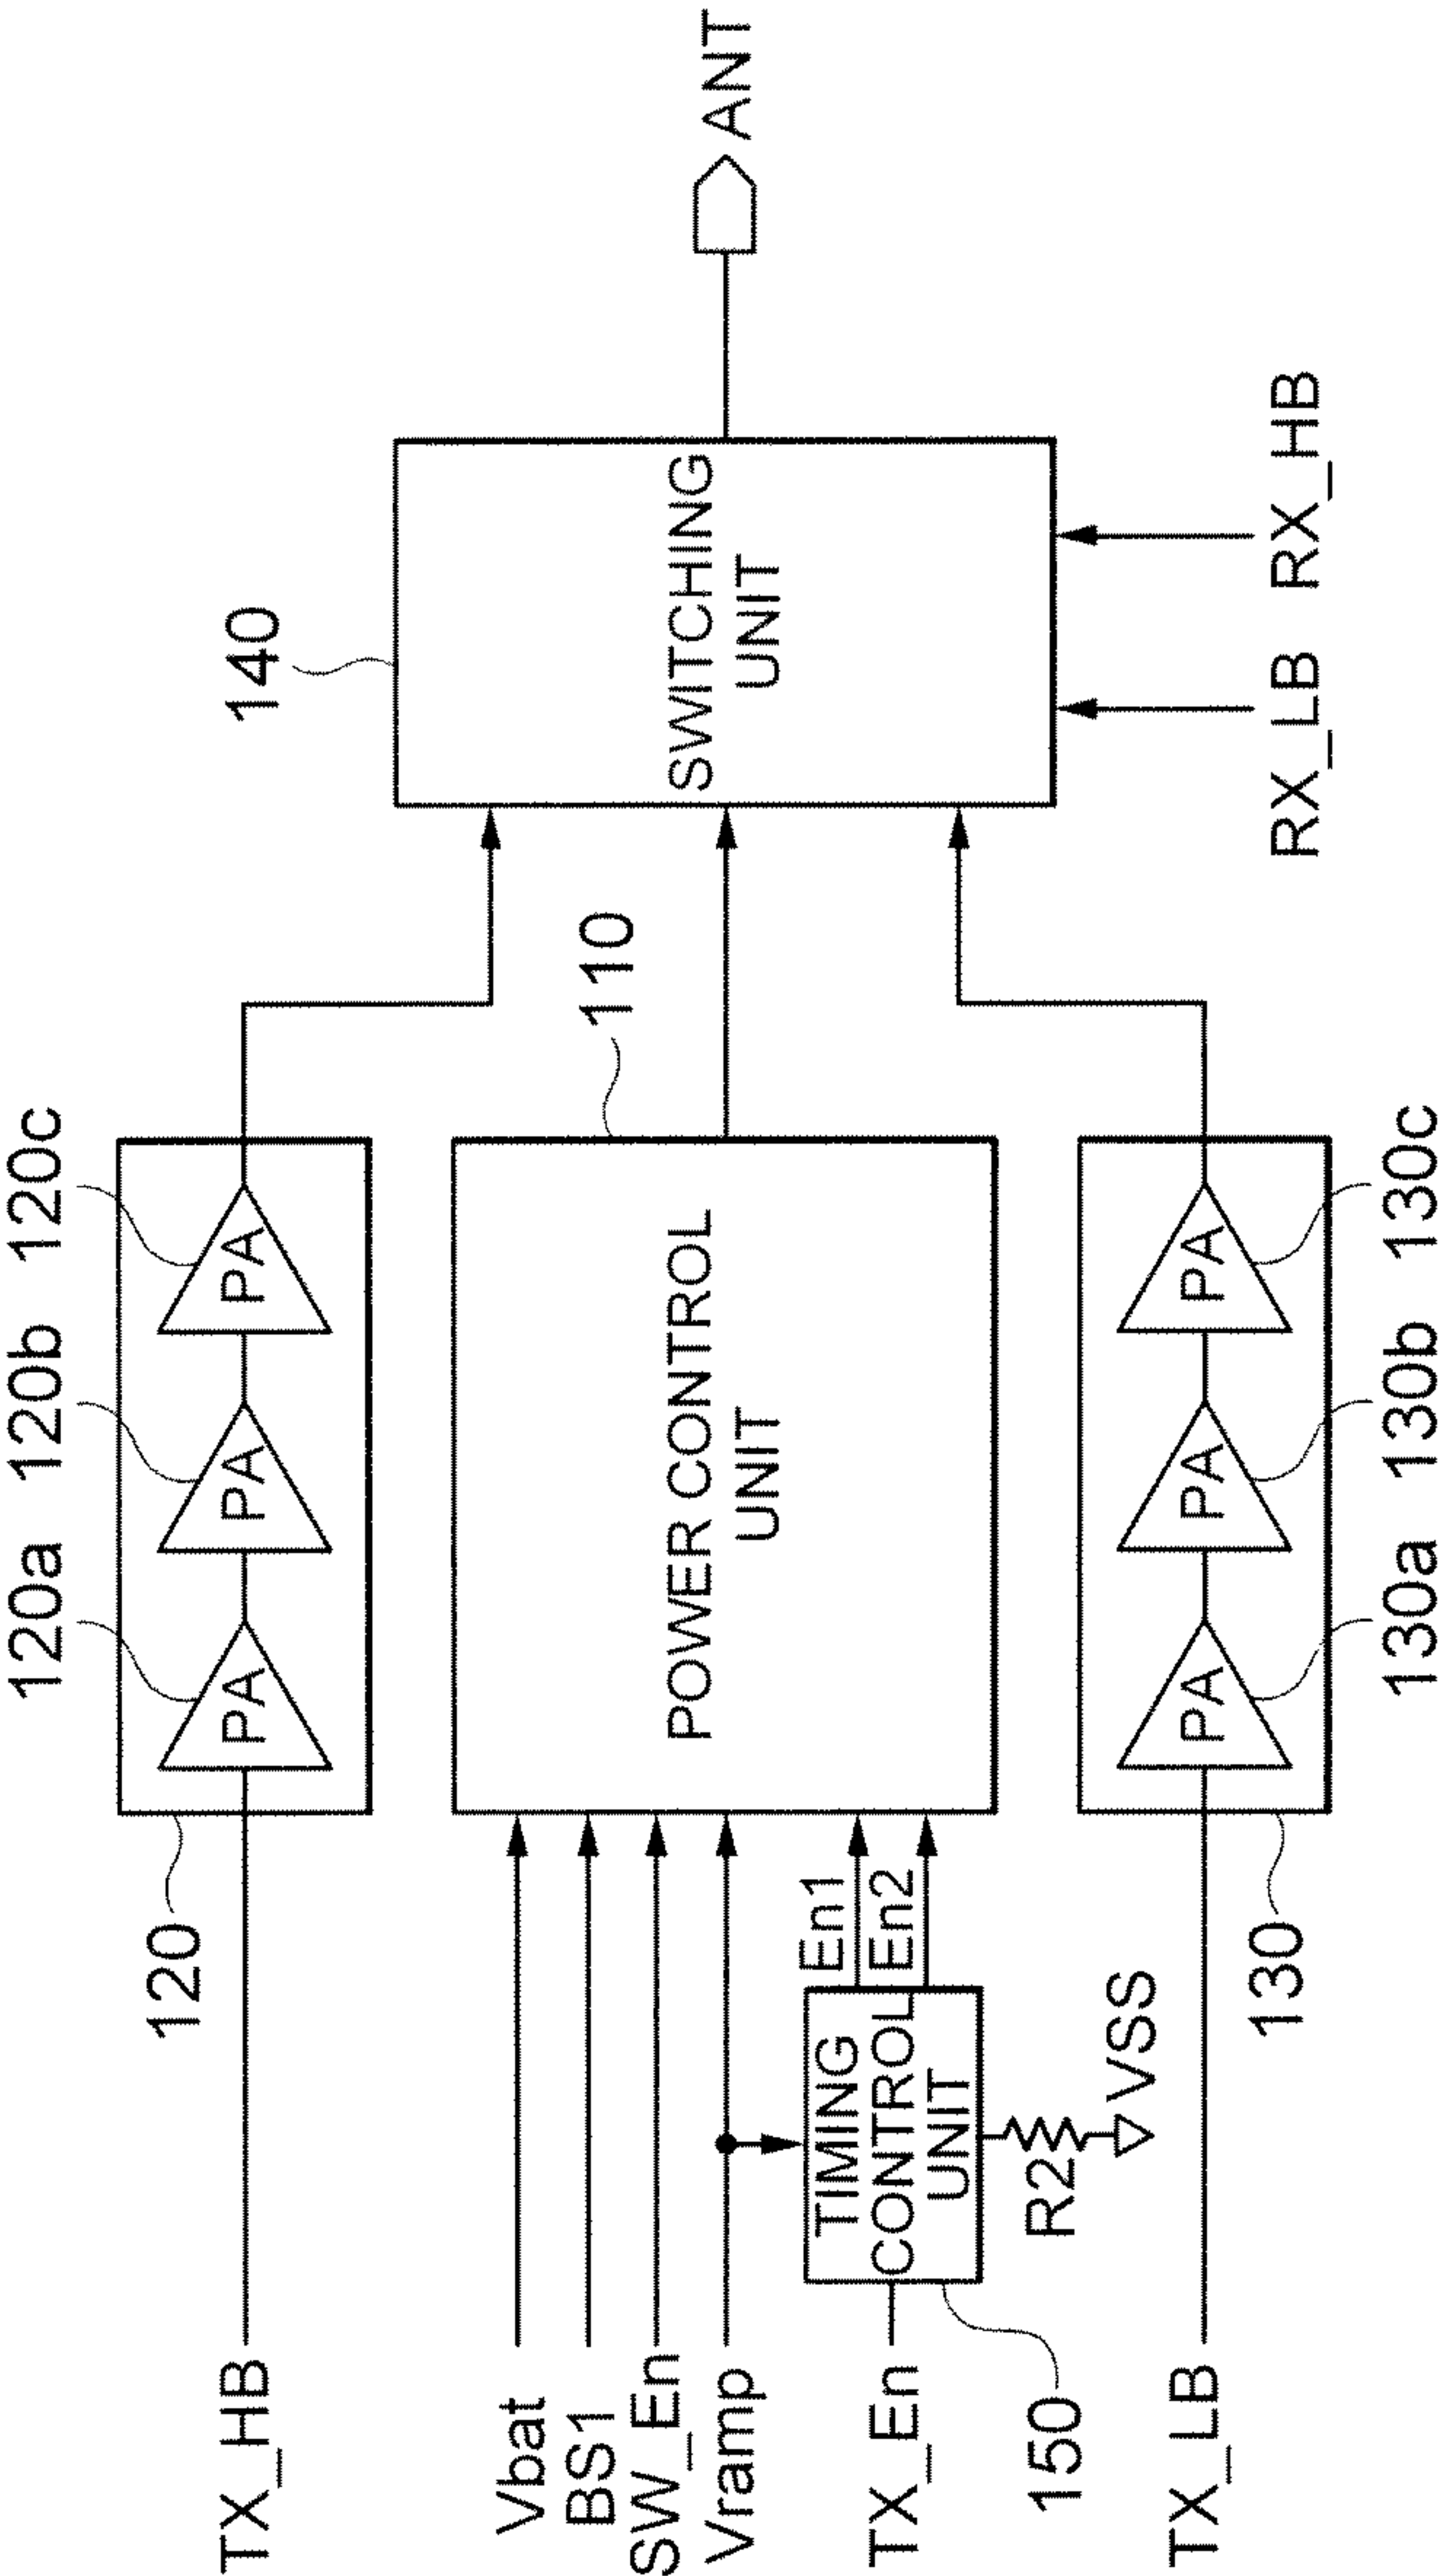 120a
120b
120c
PA
PA
PA
TX_HB
120
140
ANT
110
Vbat
BS1
SW_En
Vramp
POWER CONTROL
UNIT
SWITCHING
UNIT
En1
En2
TX_En
TIMING
CONTROL
UNIT
150
R2
VSS
RX_LB
RX_HB
TX_LB
130
PA
PA
PA
130a
130b
130c